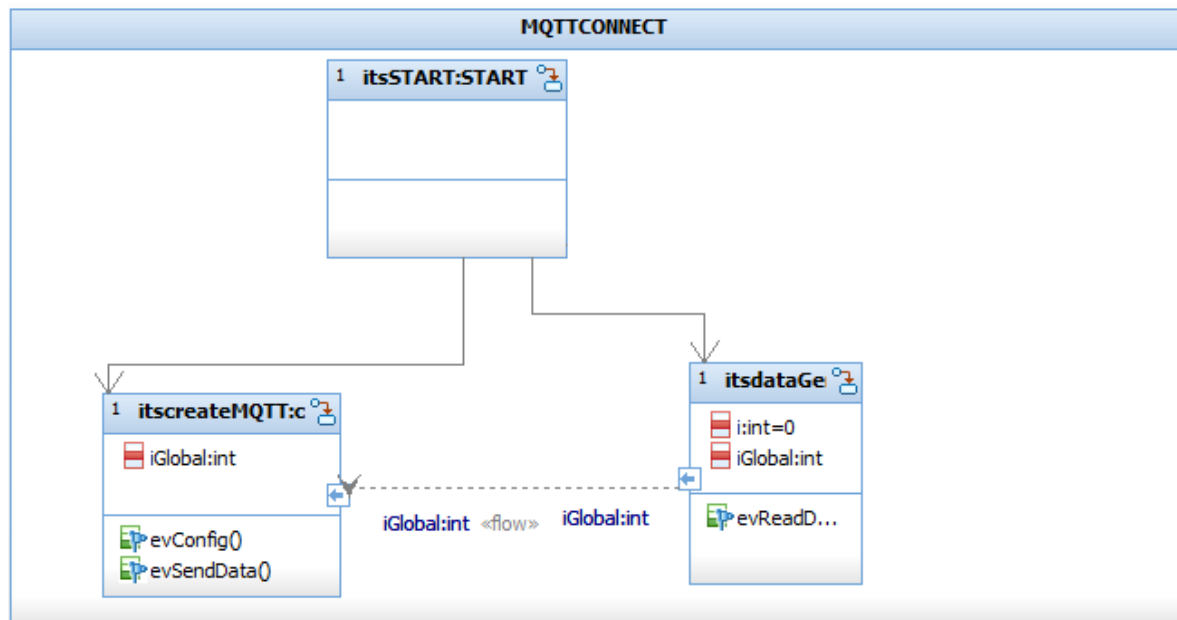 MQTTCONNECT
1 itsSTART:START
1 itscreateMQTT:c
iGlobal:int
evConfig()
evSendData()
1 itsdataGe
i:int=0
iGlobal:int
evReadD...
iGlobal:int «flow» iGlobal:int